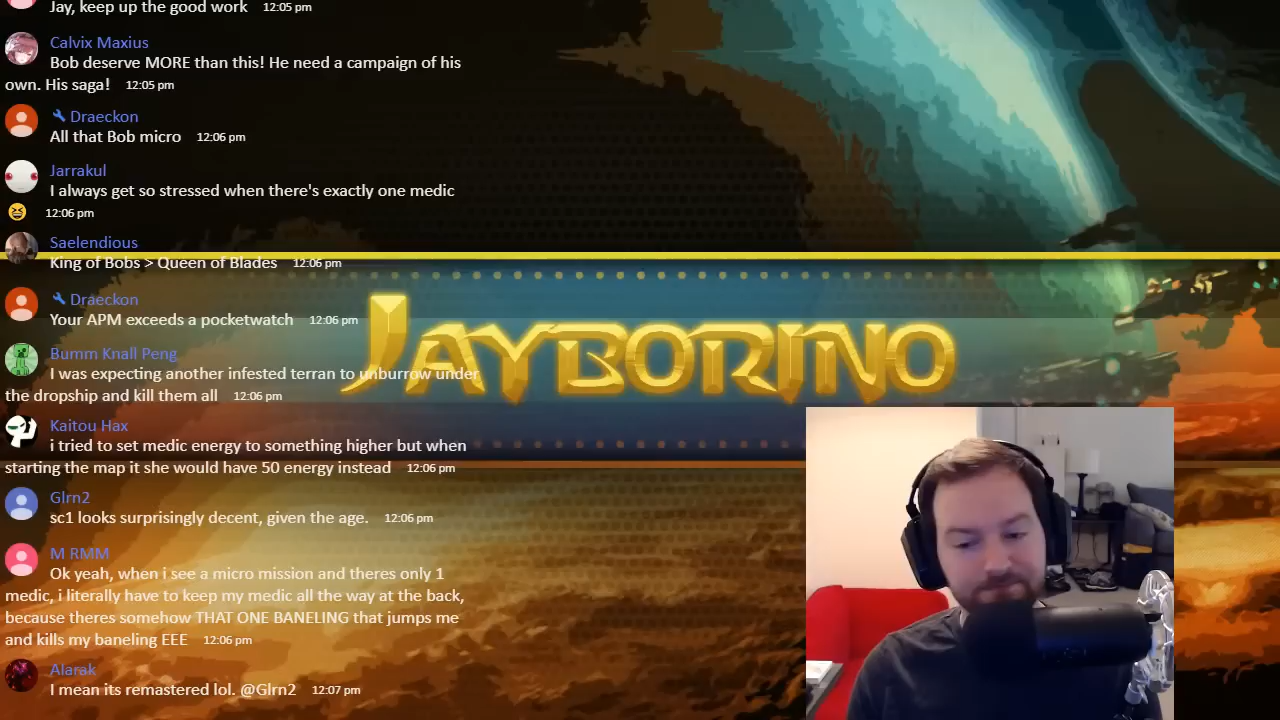 Jay, keep up the good work 12:05 pm
Calvix Maxius
Bob deserve MORE than this! He need a campaign of his
own. His saga! 12:05 pm
Draeckon
All that Bob micro 12:06 pm
Jarrakul
I always get so stressed when there's exactly one medic
12:06 pm
Saelendious
King of Bobs > Queen of Blades 12:06 pm
Draeckon
Your APM exceeds a pocketwatch 12:06 pm
Bumm Knall Peng
I was expecting another infested terran to unburrow under
the dropship and kill them all 12:06 pm
Kaitou Hax
i tried to set medic energy to something higher but when
starting the map it she would have 50 energy instead 12:06 pm
Glrn2
sc1 looks surprisingly decent, given the age. 12:06 pm
M RMM
Ok yeah, when i see a micro mission and theres only 1
medic, i literally have to keep my medic all the way at the back,
because theres somehow THAT ONE BANELING that jumps me
and kills my baneling EEE 12:06 pm
Alarak
I mean its remastered lol. @Glrn2 12:07 pm
JAYBORINO